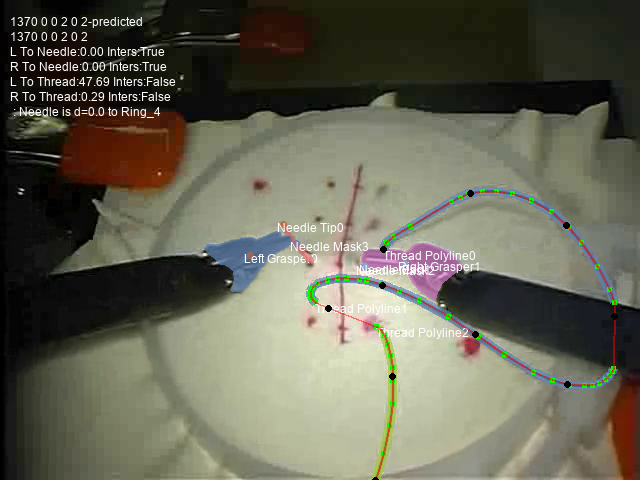 1370 0 0 2 0 2-predicted
1370 0 0 2 0 2
L To Needle:0.00 Inters:True
R To Needle:0.00 Inters:True
L To Thread:47.69 Inters:False
R To Thread:0.29 Inters:False
: Needle is d=0.0 to Ring_4
Needle Tip0
Needle Mask3
Left Grasper0
Thread Polyline0
Right Grasper1
Needle Mask2
Thread Polyline1
Thread Polyline2